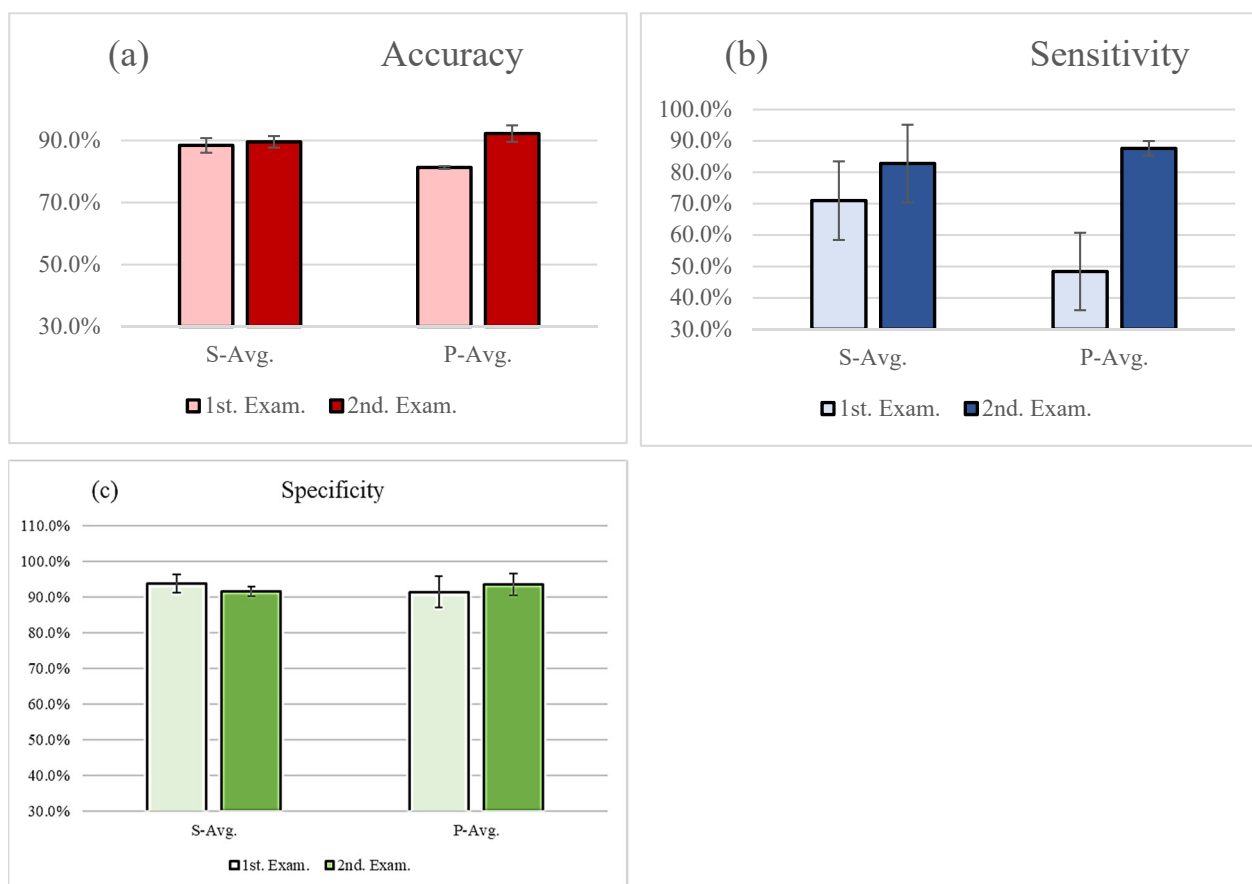 (a) Accuracy
90.0%
70.0%
50.0%
30.0%
S-Avg. P-Avg.
1st. Exam. 2nd. Exam.
(b) Sensitivity
100.0%
90.0%
80.0%
70.0%
60.0%
50.0%
40.0%
30.0%
S-Avg. P-Avg.
1st. Exam. 2nd. Exam.
(c) Specificity
110.0%
100.0%
90.0%
80.0%
70.0%
60.0%
50.0%
40.0%
30.0%
S-Avg. P-Avg.
1st. Exam. 2nd. Exam.